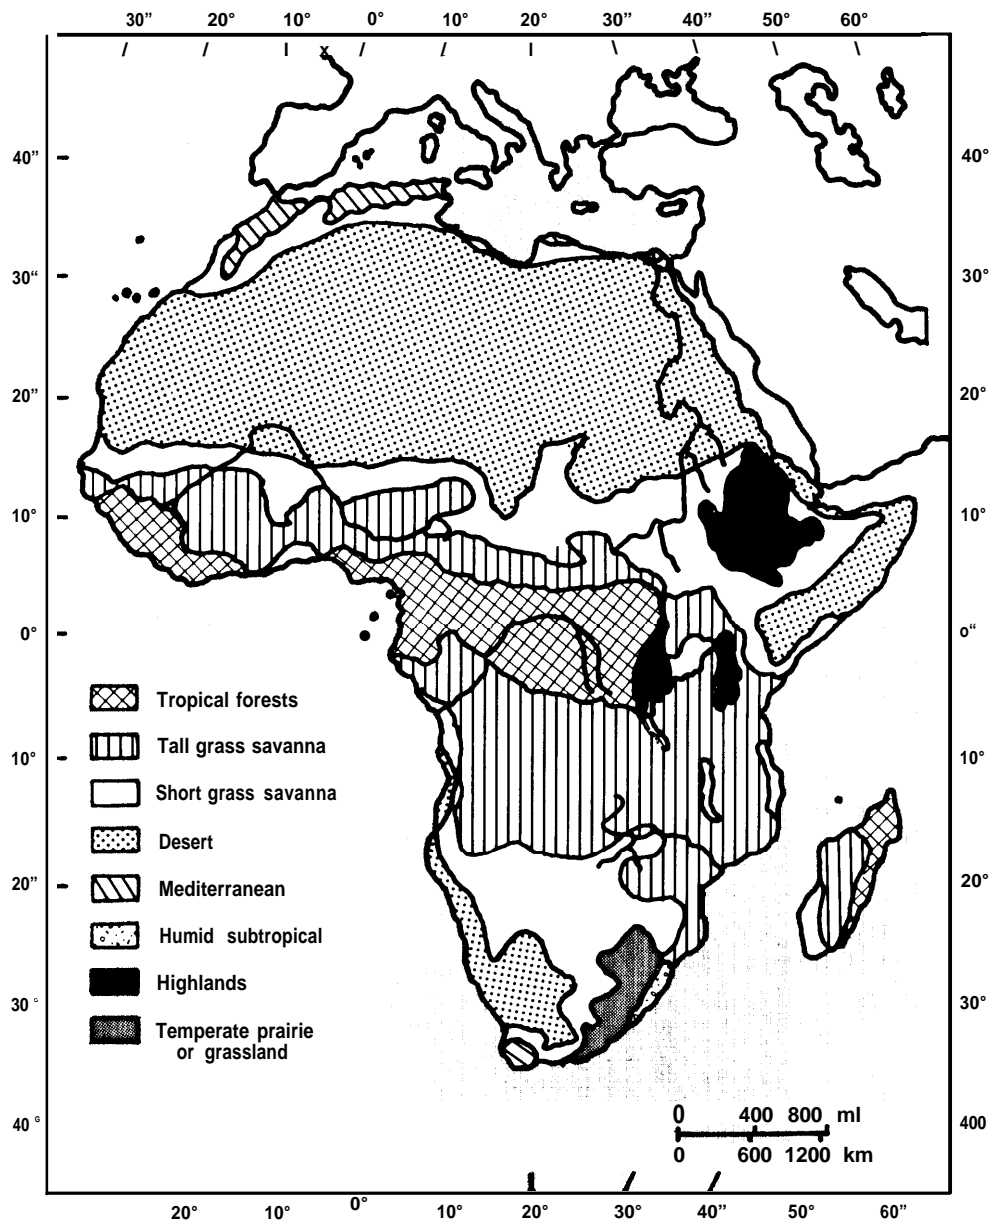 30" 20" 10° 0° 10° 20° 30" 40" 50° 60°
x
40" 40°
30" 30°
20" 20°
10° 10°
0° 0"
Tropical forests
Tall grass savanna
Short grass savanna
Desert
Mediterranean
Humid subtropical
Highlands
Temperate prairie
or grassland
10° 10°
20" 20°
30° 30°
40 G 400
0 400 800 ml
0 600 1200 km
20° 10° 0° 10° 20° 30° 40" 50° 60"